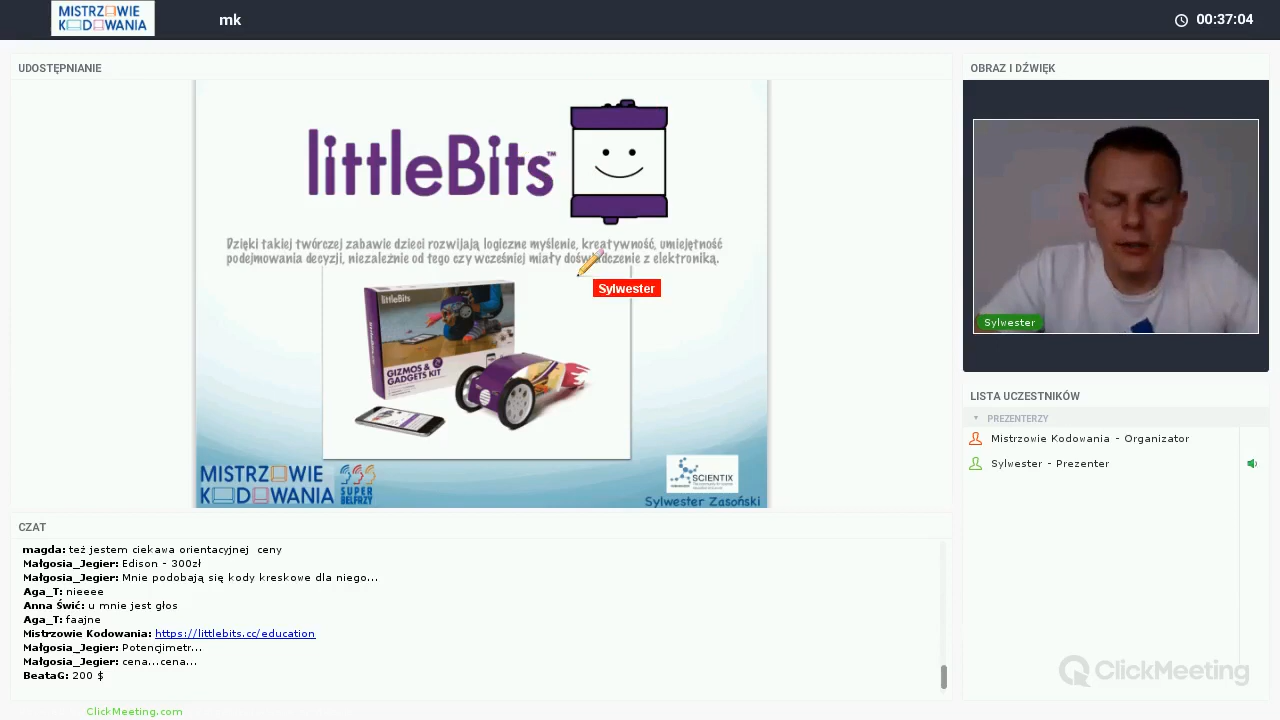 MISTRZOWIE
KODOWANIA
mk
00:37:04
UDOSTĘPNIANIE
littleBits™
Dzięki takiej twórczej zabawie dzieci rozwijają logiczne myślenie, kreatywność, umiejętność
podejmowania decyzji, niezależnie od tego czy wcześniej miały doświadczenie z elektroniką.
Sylwester
littleBits
GIZMOS &
GADGETS KIT
MISTRZOWIE
KODOWANIA
SUPER
BELFRZY
SCIENTIX
Sylwester Zasoński
OBRAZ I DŹWIĘK
Sylwester
LISTA UCZESTNIKÓW
PREZENTERZY
Mistrzowie Kodowania - Organizator
Sylwester - Prezenter
CZAT
magda: też jestem ciekawa orientacyjnej ceny
Małgosia_Jegier: Edison - 300zł
Małgosia_Jegier: Mnie podobają się kody kreskowe dla niego...
Aga_T: nieeee
Anna Świć: u mnie jest głos
Aga_T: faajne
Mistrzowie Kodowania: https://littlebits.cc/education
Małgosia_Jegier: Potencjimetr...
Małgosia_Jegier: cena...cena...
BeataG: 200 $
ClickMeeting
ClickMeeting.com